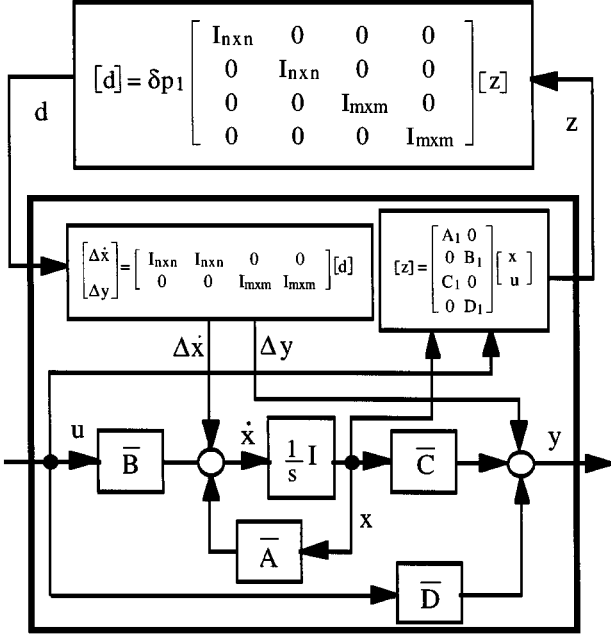 [d] = δp₁ [ Iₙₓₙ 0 0 0
0 Iₙₓₙ 0 0
0 0 Iₘₓₘ 0
0 0 0 Iₘₓₘ ] [z]
d
z
[ Δẋ Δy ] = [ Iₙₓₙ Iₙₓₙ 0 0
0 0 Iₘₓₘ Iₘₓₘ ] [d]
[z] = [ A₁ 0
0 B₁
C₁ 0
0 D₁ ] [ x u ]
Δẋ
Δy
u
B̅
ẋ
1/s I
C̅
y
x
A̅
D̅